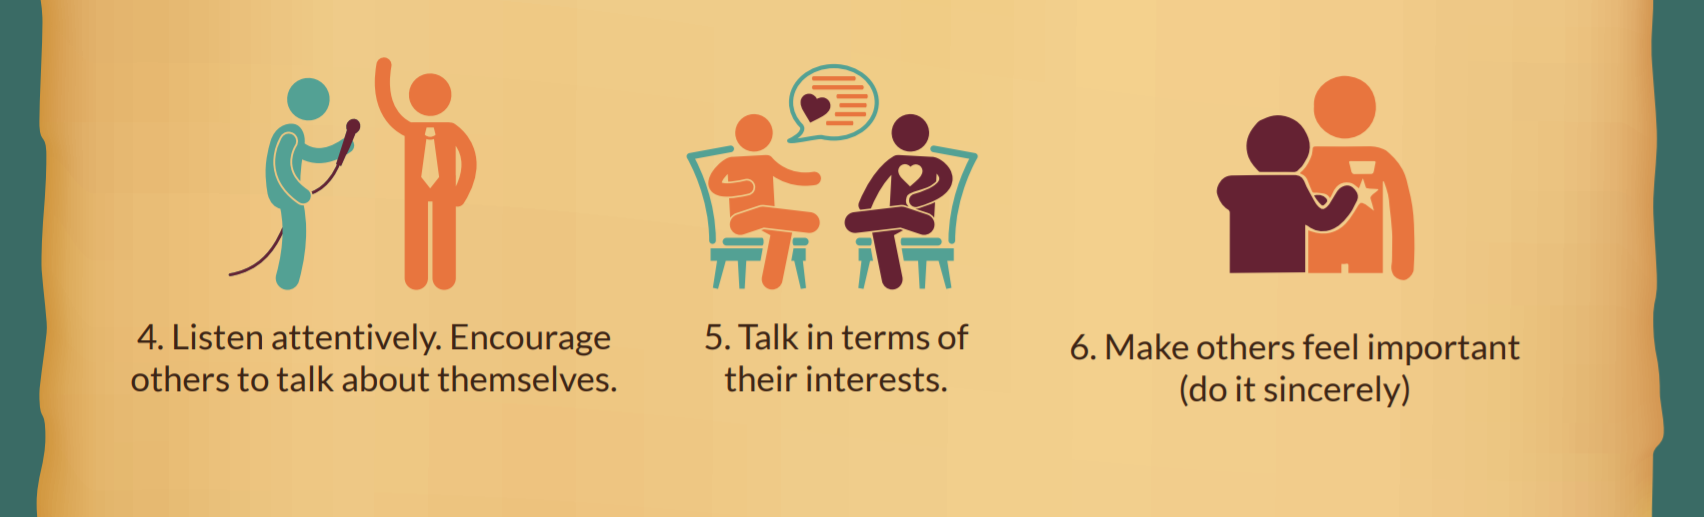 4. Listen attentively. Encourage
others to talk about themselves.
5. Talk in terms of
their interests.
6. Make others feel important
(do it sincerely)